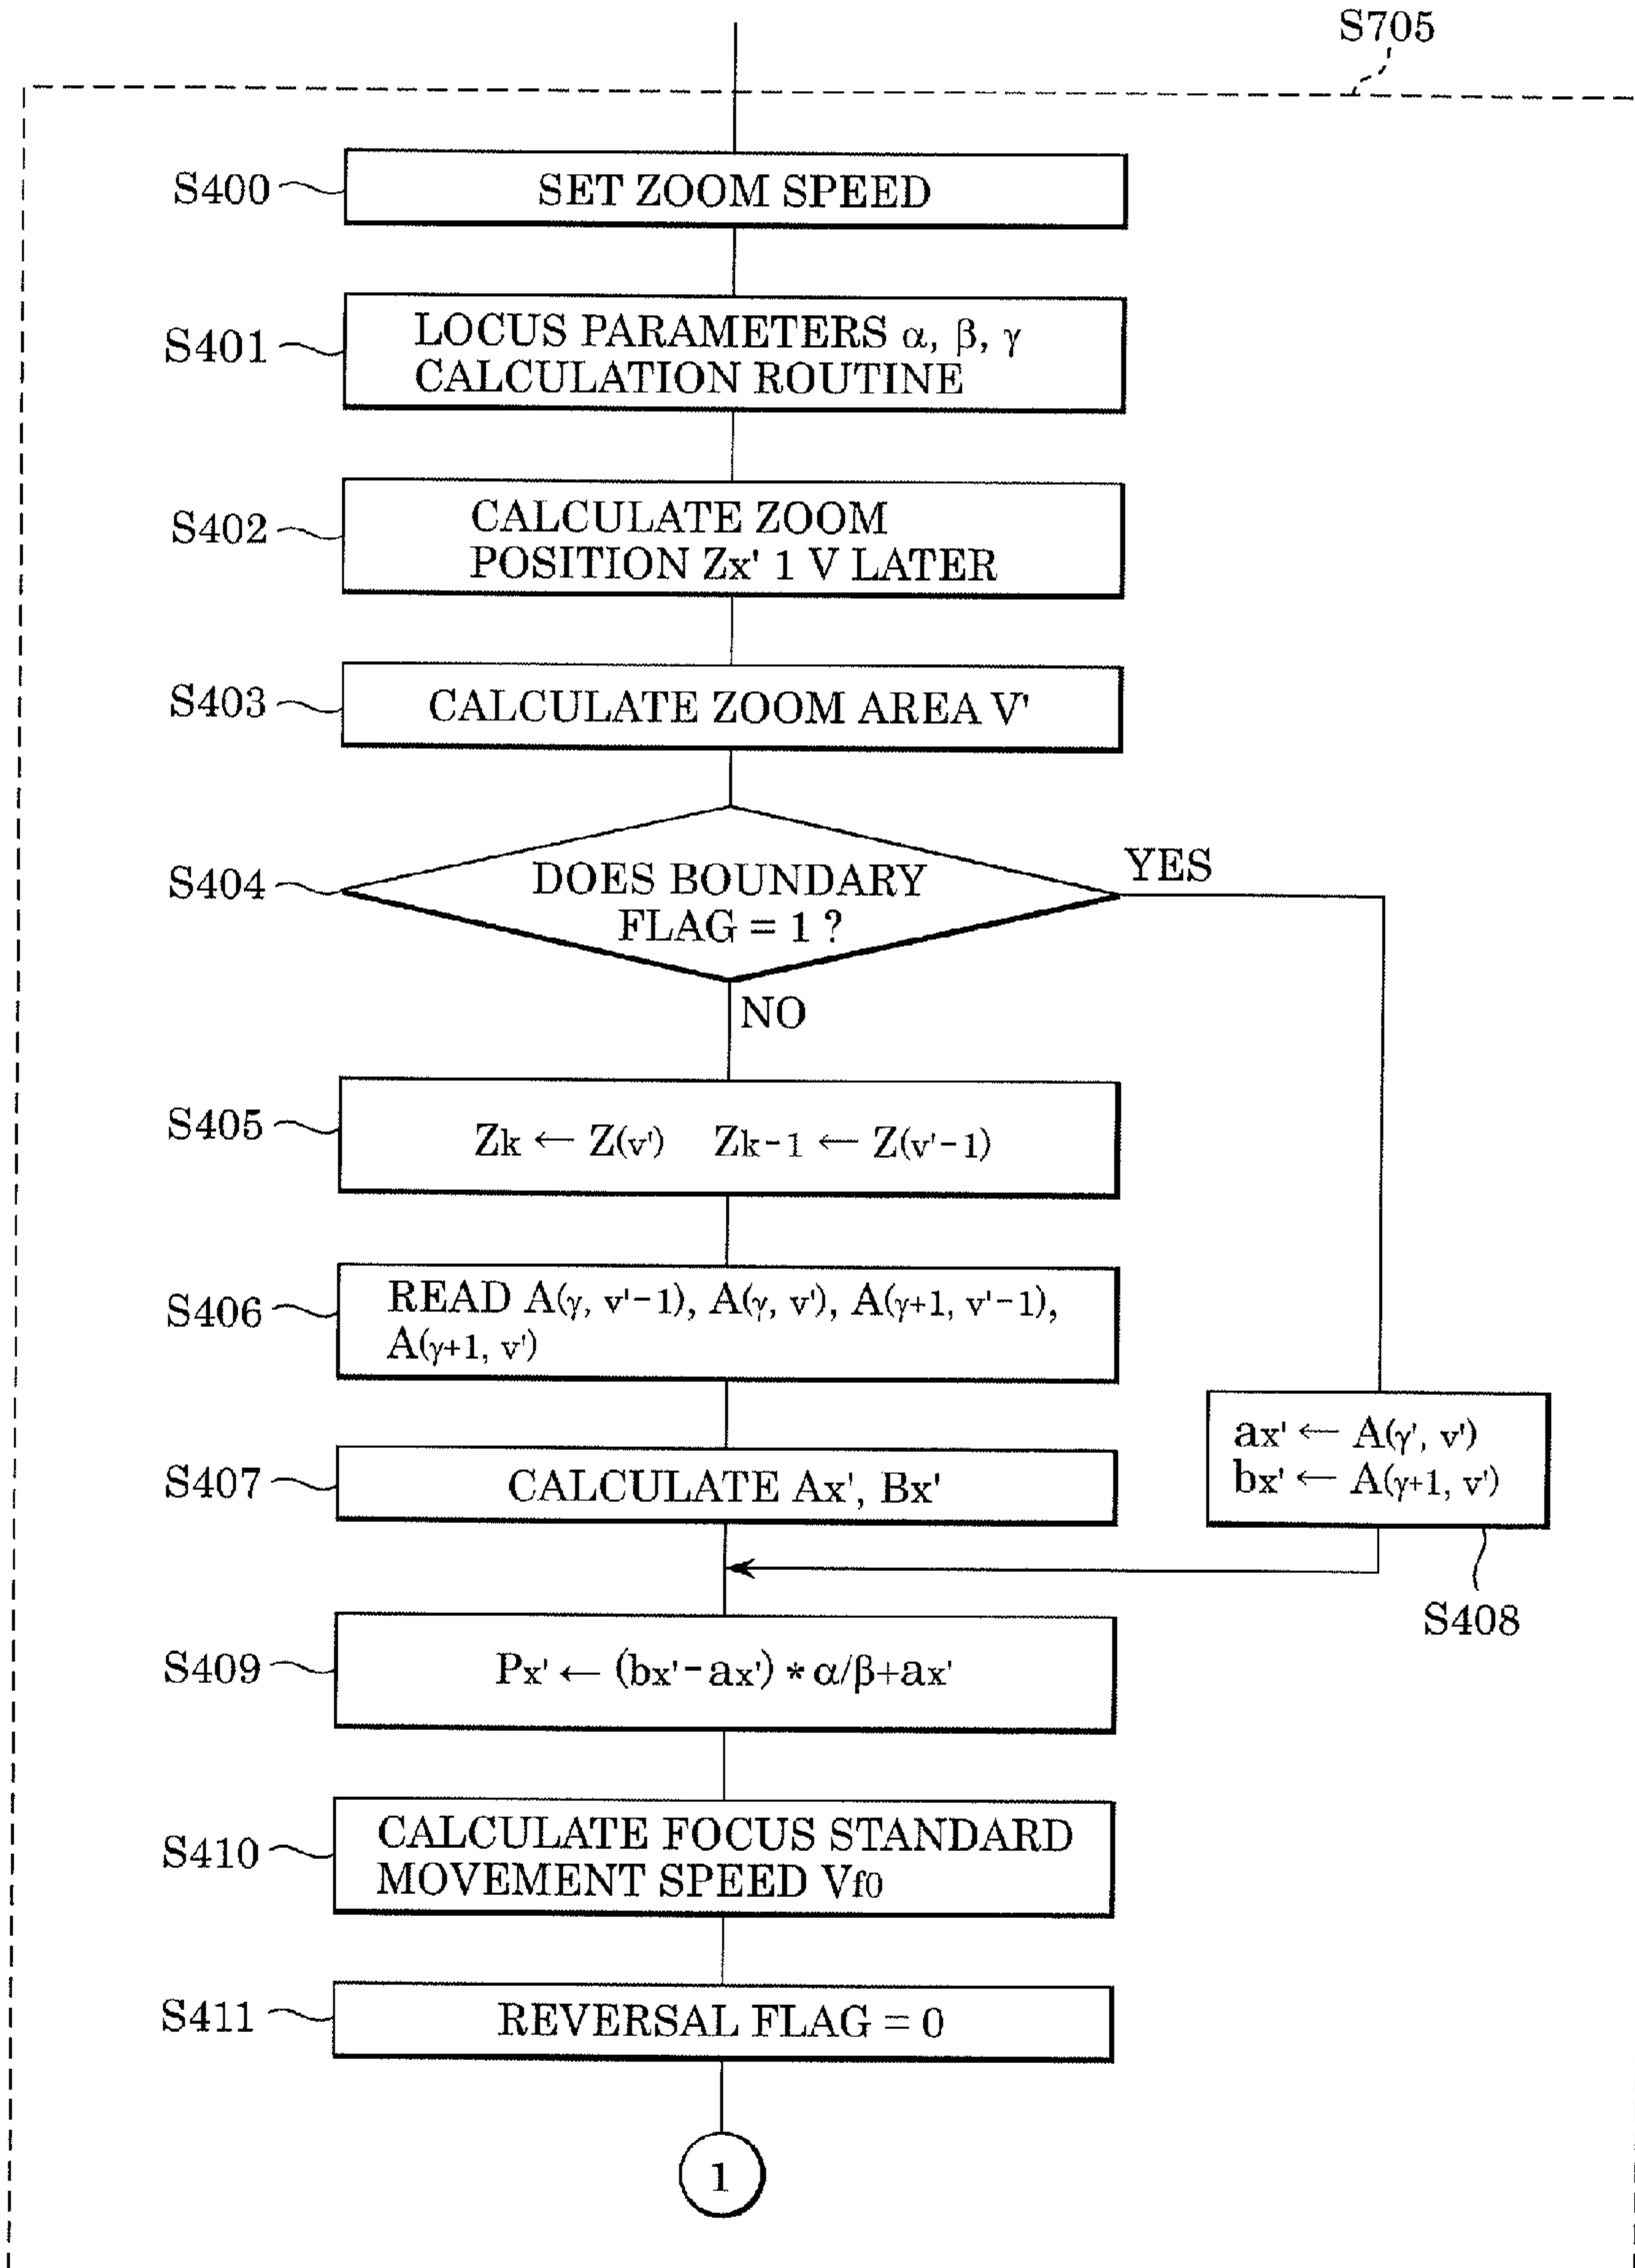 S705
S400
SET ZOOM SPEED
S401
LOCUS PARAMETERS α, β, γ
CALCULATION ROUTINE
S402
CALCULATE ZOOM
POSITION Zx' 1 V LATER
S403
CALCULATE ZOOM AREA V'
S404
DOES BOUNDARY
FLAG = 1 ?
YES
NO
S405
Zk ← Z(v') Zk-1 ← Z(v'-1)
S406
READ A(γ, v'-1), A(γ, v'), A(γ+1, v'-1),
A(γ+1, v')
S407
CALCULATE Ax', Bx'
ax' ← A(γ', v')
bx' ← A(γ+1, v')
S408
S409
Px' ← (bx'-ax') * α/β+ax'
S410
CALCULATE FOCUS STANDARD
MOVEMENT SPEED Vf0
S411
REVERSAL FLAG = 0
1